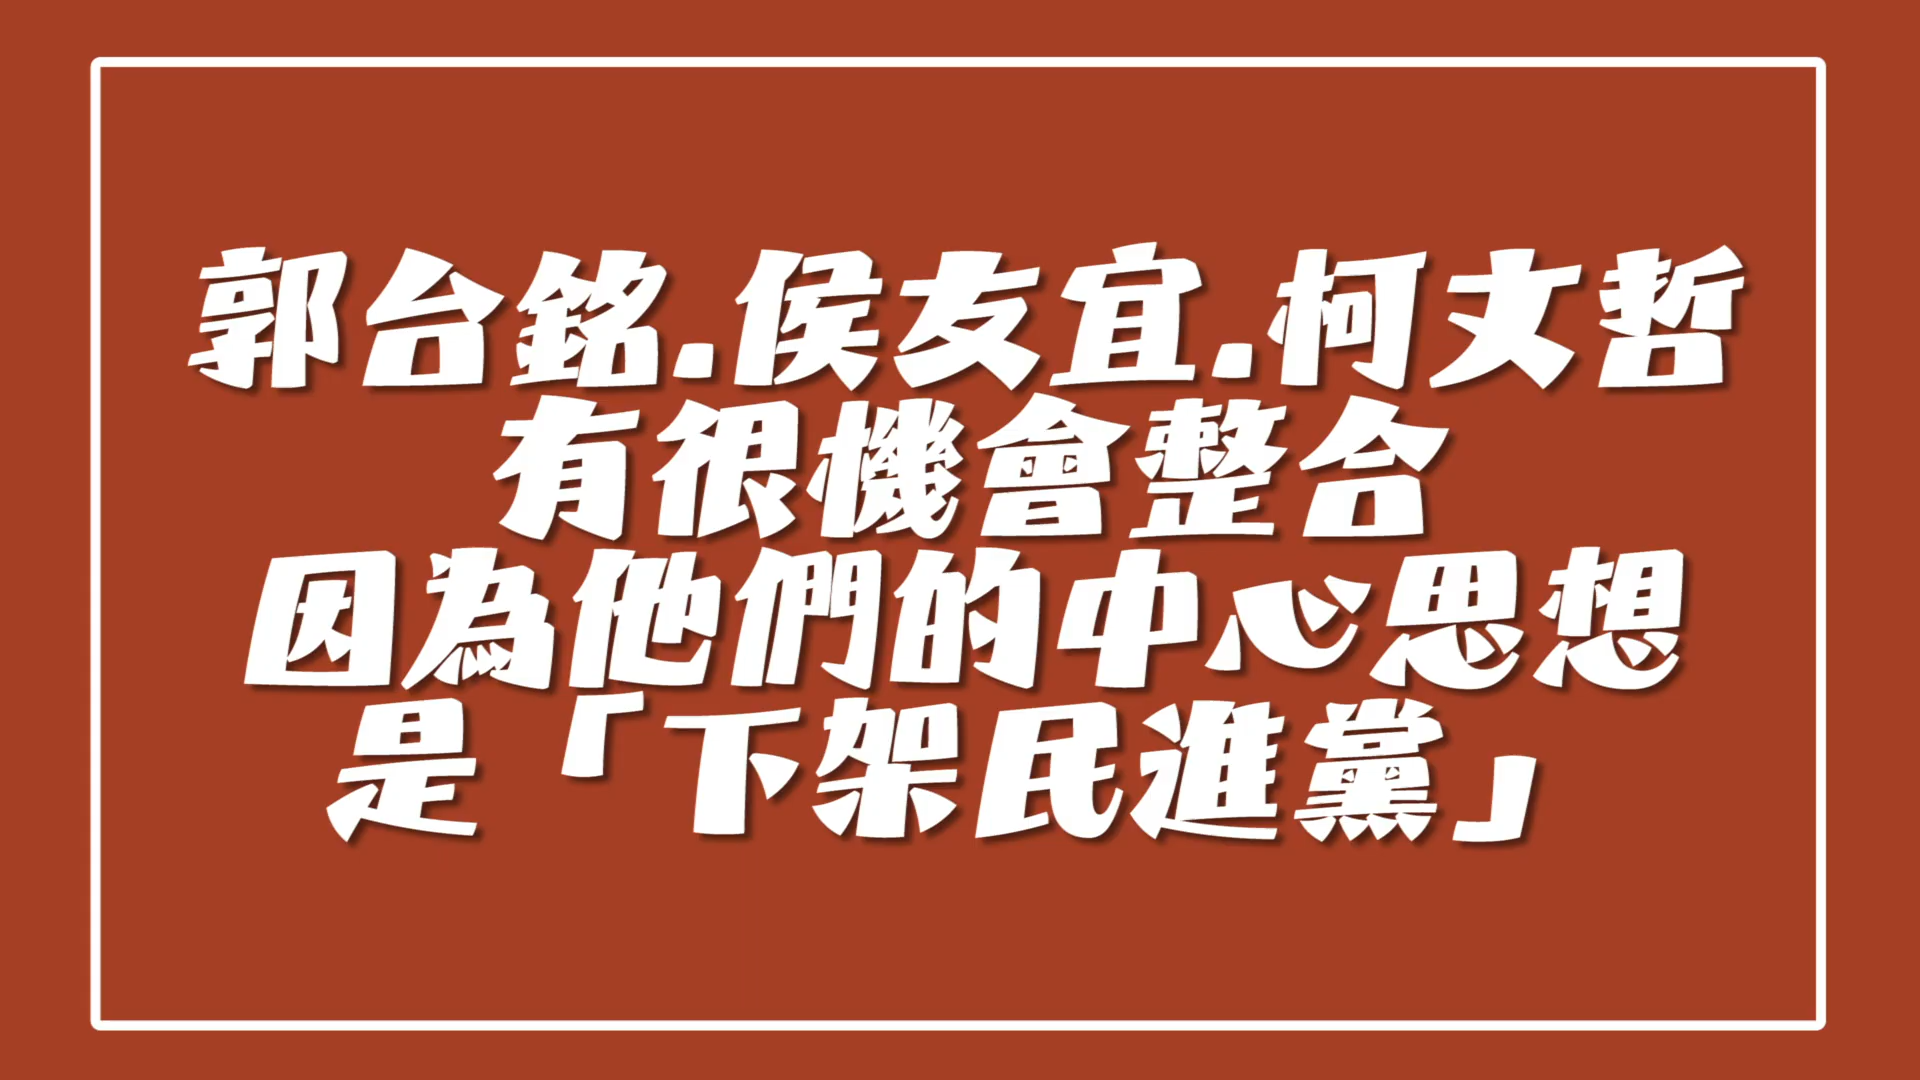 郭台銘.侯友宜.柯文哲
有很機會整合
因為他們的中心思想
是「下架民進黨」